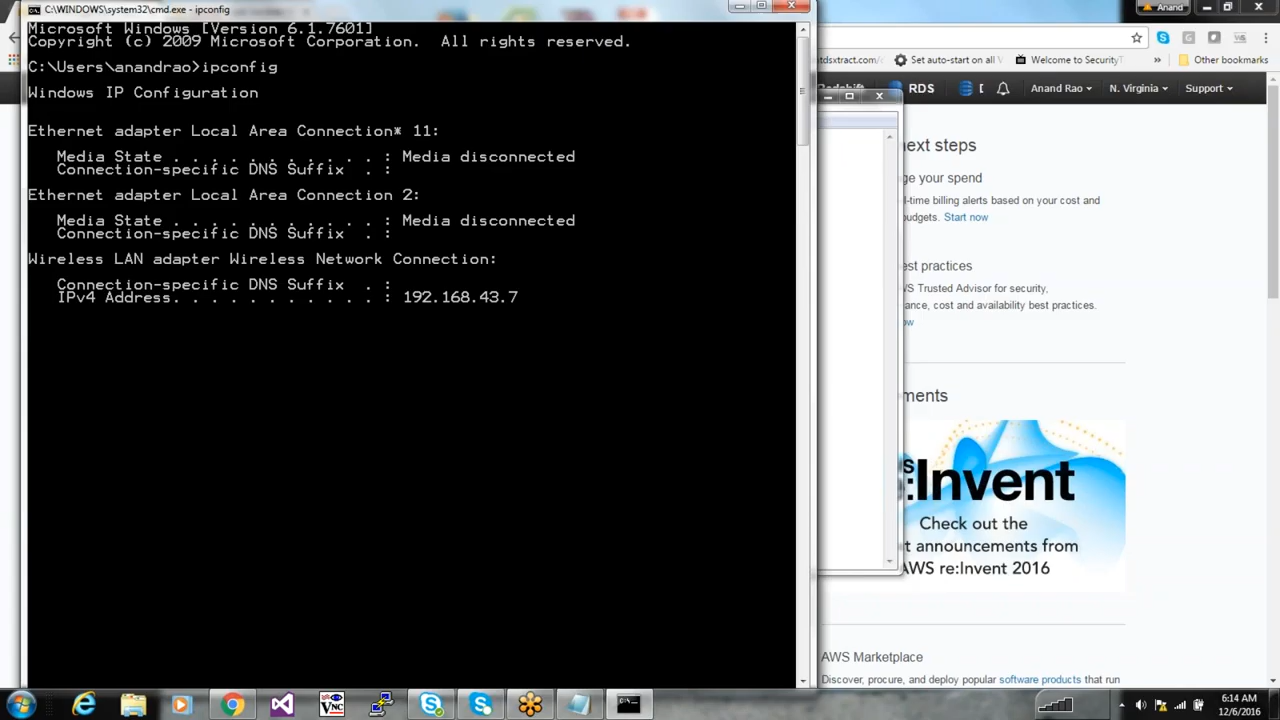 C:\WINDOWS\system32\cmd.exe - ipconfig
Microsoft Windows [Version 6.1.7601]
Copyright (c) 2009 Microsoft Corporation.  All rights reserved.
C:\Users\anandrao>ipconfig
Windows IP Configuration
Ethernet adapter Local Area Connection* 11:
Media State . . . . . . . . . . . : Media disconnected
Connection-specific DNS Suffix  . :
Ethernet adapter Local Area Connection 2:
Media State . . . . . . . . . . . : Media disconnected
Connection-specific DNS Suffix  . :
Wireless LAN adapter Wireless Network Connection:
Connection-specific DNS Suffix  . :
IPv4 Address. . . . . . . . . . . : 192.168.43.7
Anand
Set auto-start on all V
Welcome to SecurityT
»
Other bookmarks
RDS
Anand Rao
N. Virginia
Support
next steps
ge your spend
l-time billing alerts based on your cost and
oudgets. Start now
est practices
WS Trusted Advisor for security,
ance, cost and availability best practices.
ow
ments
re:Invent
Check out the
t announcements from
AWS re:Invent 2016
AWS Marketplace
Discover, procure, and deploy popular software products that run
6:14 AM
12/6/2016